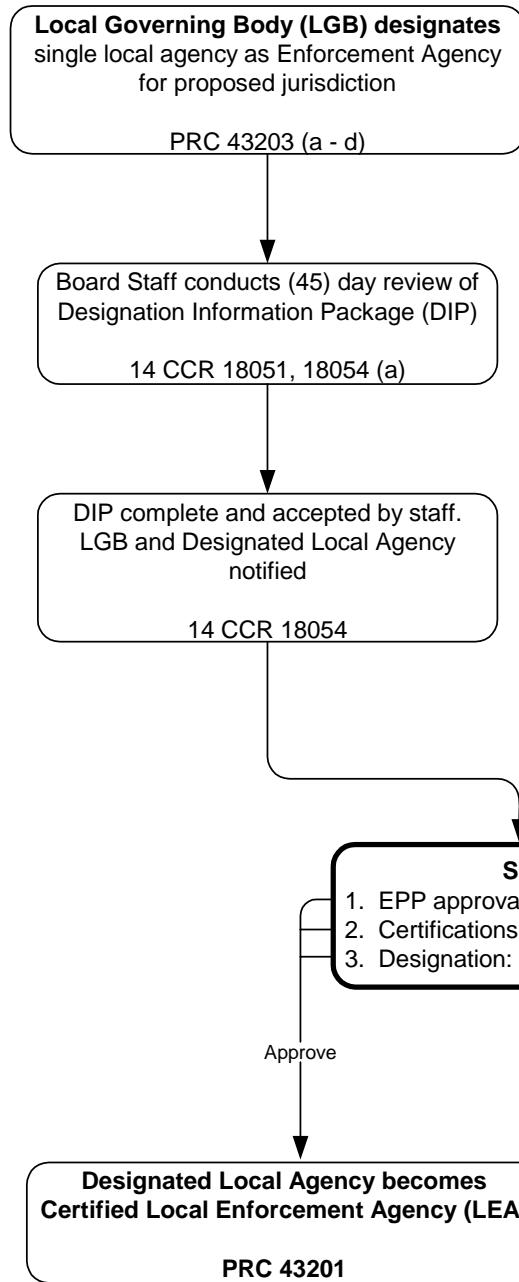 Local Governing Body (LGB) designates
single local agency as Enforcement Agency
for proposed jurisdiction
PRC 43203 (a - d)
Board Staff conducts (45) day review of
Designation Information Package (DIP)
14 CCR 18051, 18054 (a)
DIP complete and accepted by staff.
LGB and Designated Local Agency
notified
14 CCR 18054
S
1. EPP approva
2. Certifications
3. Designation:
Approve
Designated Local Agency becomes
Certified Local Enforcement Agency (LEA
PRC 43201